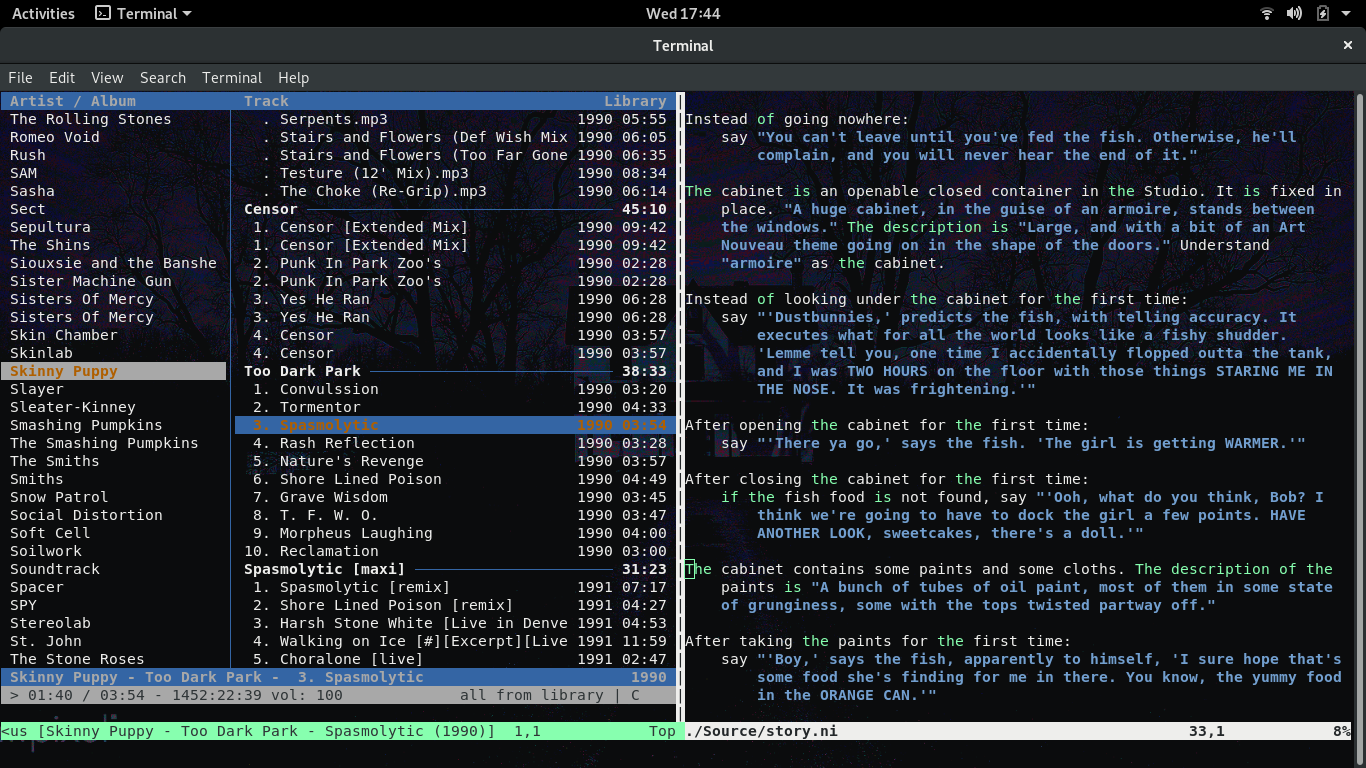 Activities Terminal Wed 17:44
Terminal ×
File Edit View Search Terminal Help
Artist / Album Track Library
The Rolling Stones
Romeo Void
Rush
SAM
Sasha
Sect
Sepultura
The Shins
Siouxsie and the Banshe
Sister Machine Gun
Sisters Of Mercy
Sisters Of Mercy
Skin Chamber
Skinlab
Skinny Puppy
Slayer
Sleater-Kinney
Smashing Pumpkins
The Smashing Pumpkins
The Smiths
Smiths
Snow Patrol
Social Distortion
Soft Cell
Soilwork
Soundtrack
Spacer
SPY
Stereolab
St. John
The Stone Roses
. Serpents.mp3 1990 05:55
. Stairs and Flowers (Def Wish Mix 1990 06:05
. Stairs and Flowers (Too Far Gone 1990 06:35
. Testure (12' Mix).mp3 1990 08:34
. The Choke (Re-Grip).mp3 1990 06:14
Censor 45:10
1. Censor [Extended Mix] 1990 09:42
1. Censor [Extended Mix] 1990 09:42
2. Punk In Park Zoo's 1990 02:28
2. Punk In Park Zoo's 1990 02:28
3. Yes He Ran 1990 06:28
3. Yes He Ran 1990 06:28
4. Censor 1990 03:57
4. Censor 1990 03:57
Too Dark Park 38:33
1. Convulssion 1990 03:20
2. Tormentor 1990 04:33
3. Spasmolytic 1990 03:54
4. Rash Reflection 1990 03:28
5. Nature's Revenge 1990 03:57
6. Shore Lined Poison 1990 04:49
7. Grave Wisdom 1990 03:45
8. T. F. W. O. 1990 03:47
9. Morpheus Laughing 1990 04:00
10. Reclamation 1990 03:00
Spasmolytic [maxi] 31:23
1. Spasmolytic [remix] 1991 07:17
2. Shore Lined Poison [remix] 1991 04:27
3. Harsh Stone White [Live in Denve 1991 04:53
4. Walking on Ice [#][Excerpt][Live 1991 11:59
5. Choralone [live] 1991 02:47
Skinny Puppy - Too Dark Park - 3. Spasmolytic 1990
> 01:40 / 03:54 - 1452:22:39 vol: 100 all from library | C
<us [Skinny Puppy - Too Dark Park - Spasmolytic (1990)] 1,1 Top
Instead of going nowhere:
say "You can't leave until you've fed the fish. Otherwise, he'll
complain, and you will never hear the end of it."
The cabinet is an openable closed container in the Studio. It is fixed in
place. "A huge cabinet, in the guise of an armoire, stands between
the windows." The description is "Large, and with a bit of an Art
Nouveau theme going on in the shape of the doors." Understand
"armoire" as the cabinet.
Instead of looking under the cabinet for the first time:
say "'Dustbunnies,' predicts the fish, with telling accuracy. It
executes what for all the world looks like a fishy shudder.
'Lemme tell you, one time I accidentally flopped outta the tank,
and I was TWO HOURS on the floor with those things STARING ME IN
THE NOSE. It was frightening.'"
After opening the cabinet for the first time:
say "'There ya go,' says the fish. 'The girl is getting WARMER.'"
After closing the cabinet for the first time:
if the fish food is not found, say "'Ooh, what do you think, Bob? I
think we're going to have to dock the girl a few points. HAVE
ANOTHER LOOK, sweetcakes, there's a doll.'"
The cabinet contains some paints and some cloths. The description of the
paints is "A bunch of tubes of oil paint, most of them in some state
of grunginess, some with the tops twisted partway off."
After taking the paints for the first time:
say "'Boy,' says the fish, apparently to himself, 'I sure hope that's
some food she's finding for me in there. You know, the yummy food
in the ORANGE CAN.'"
./Source/story.ni 33,1 8%